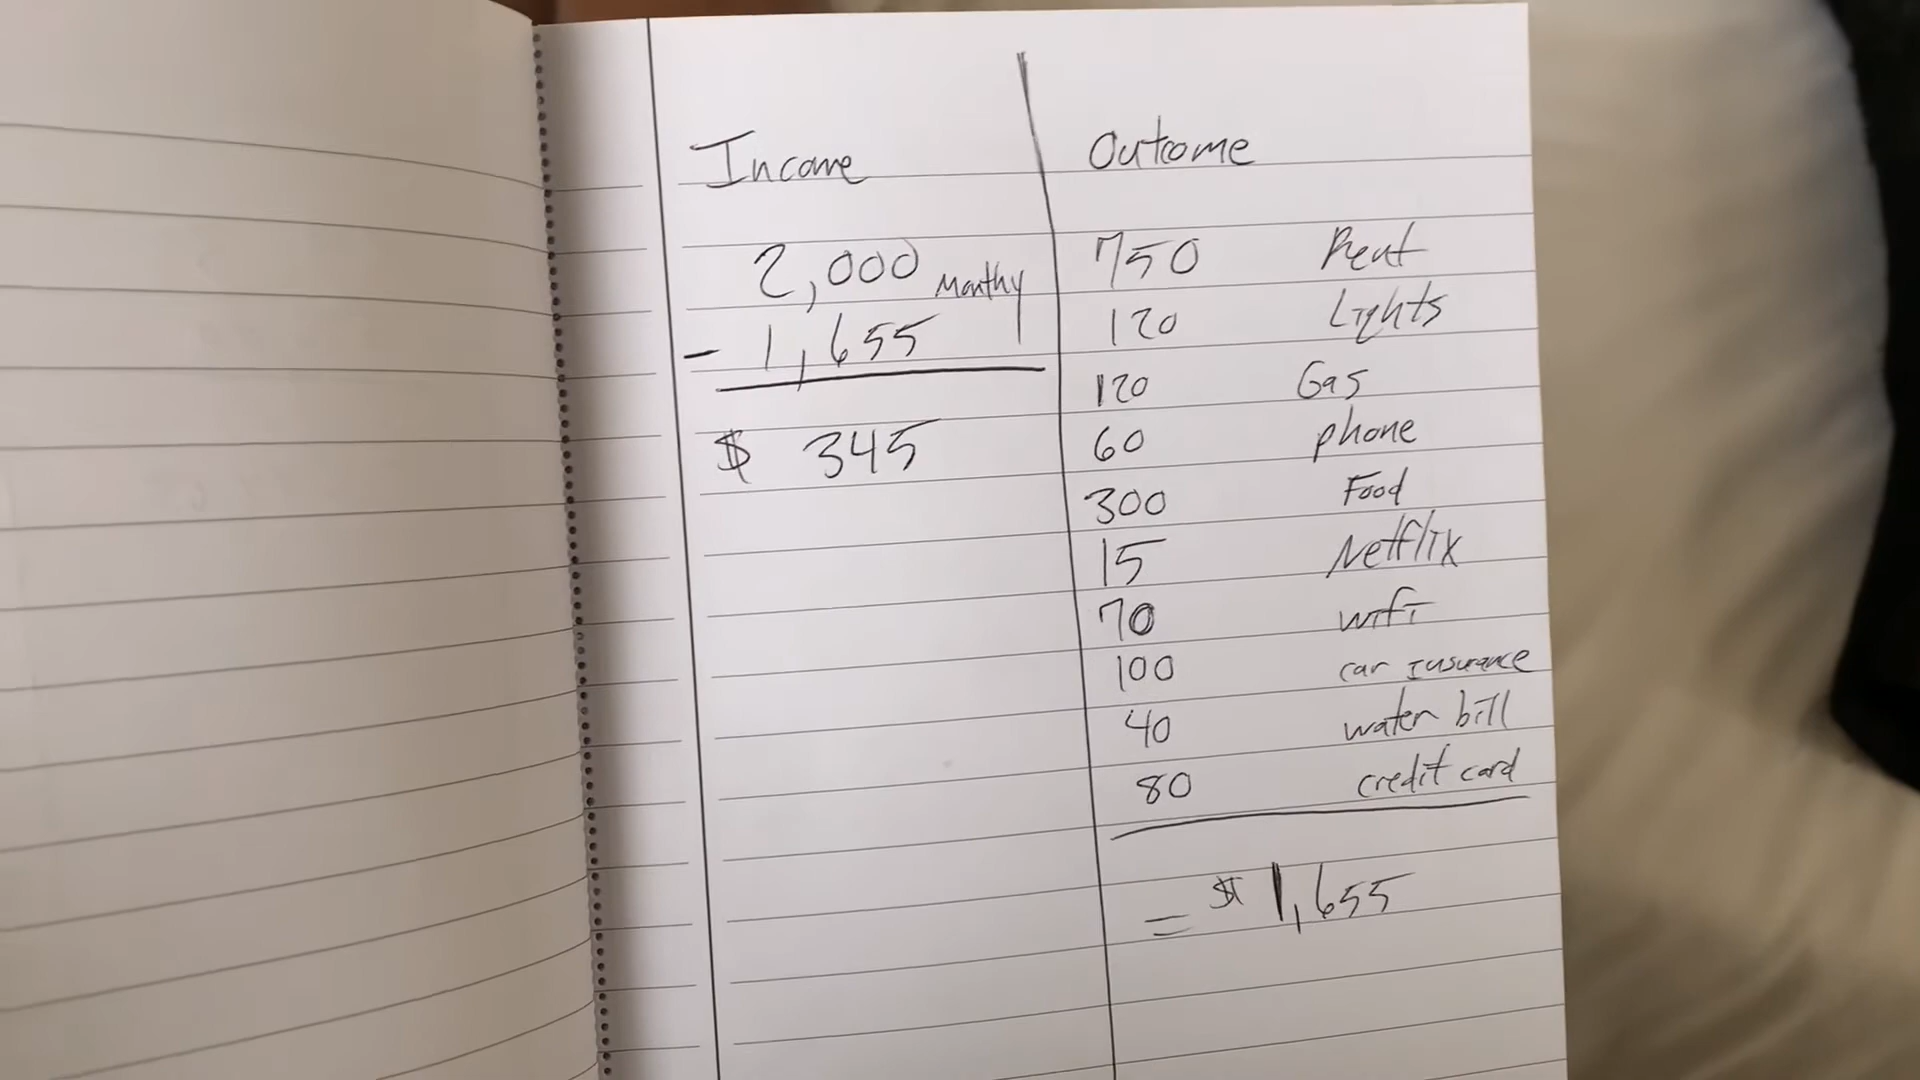 Income
2,000 Monthy
- 1,655
$ 345
Outcome
750 Rent
120 Lights
120 Gas
60 phone
300 Food
15 Netflix
70 wifi
100 car insurance
40 water bill
80 credit card
= $ 1,655